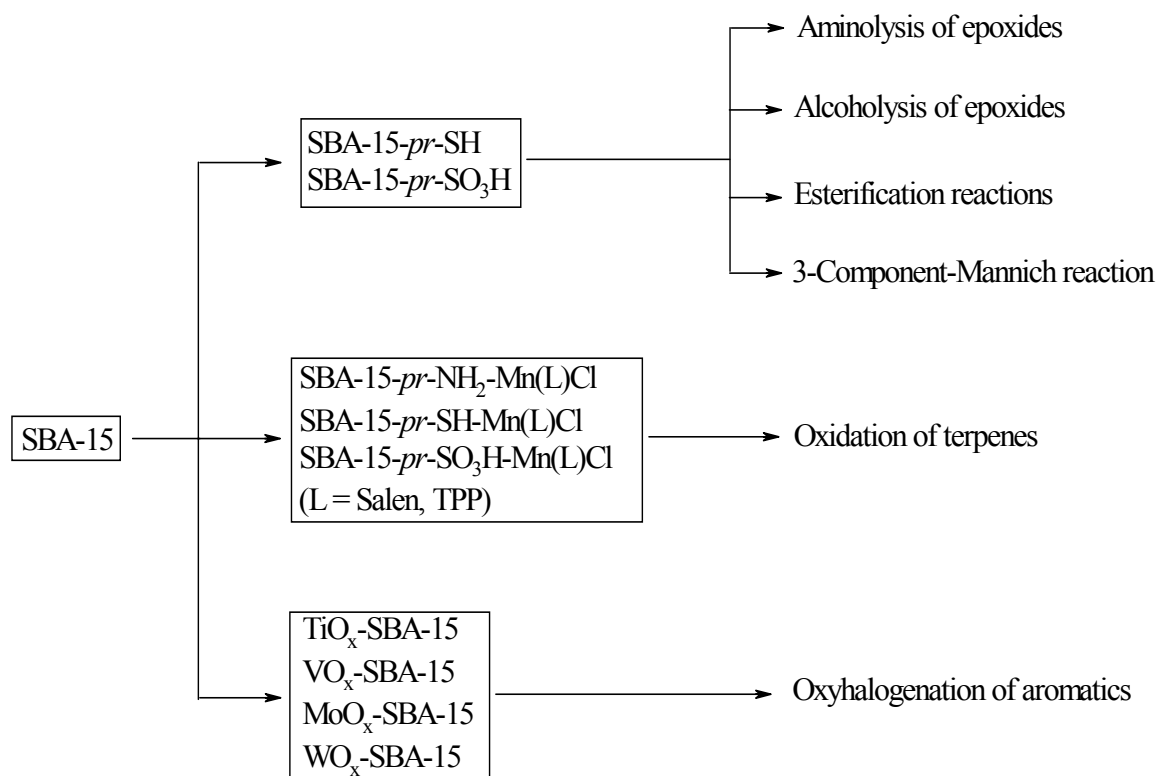 Aminolysis of epoxides
Alcoholysis of epoxides
SBA-15-pr-SH
SBA-15-pr-SO₃H
Esterification reactions
3-Component-Mannich reaction
SBA-15
SBA-15-pr-NH₂-Mn(L)Cl
SBA-15-pr-SH-Mn(L)Cl
SBA-15-pr-SO₃H-Mn(L)Cl
(L = Salen, TPP)
Oxidation of terpenes
TiOₓ-SBA-15
VOₓ-SBA-15
MoOₓ-SBA-15
WOₓ-SBA-15
Oxyhalogenation of aromatics